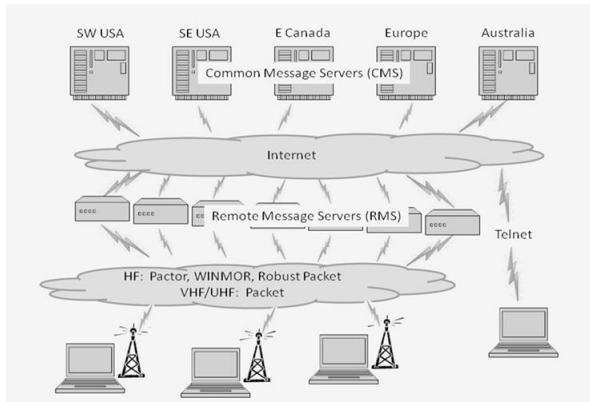 SW USA
SE USA
E Canada
Europe
Australia
Common Message Servers (CMS)
Internet
Remote Message Servers (RMS)
Telnet
HF: Pactor, WINMOR, Robust Packet
VHF/UHF: Packet